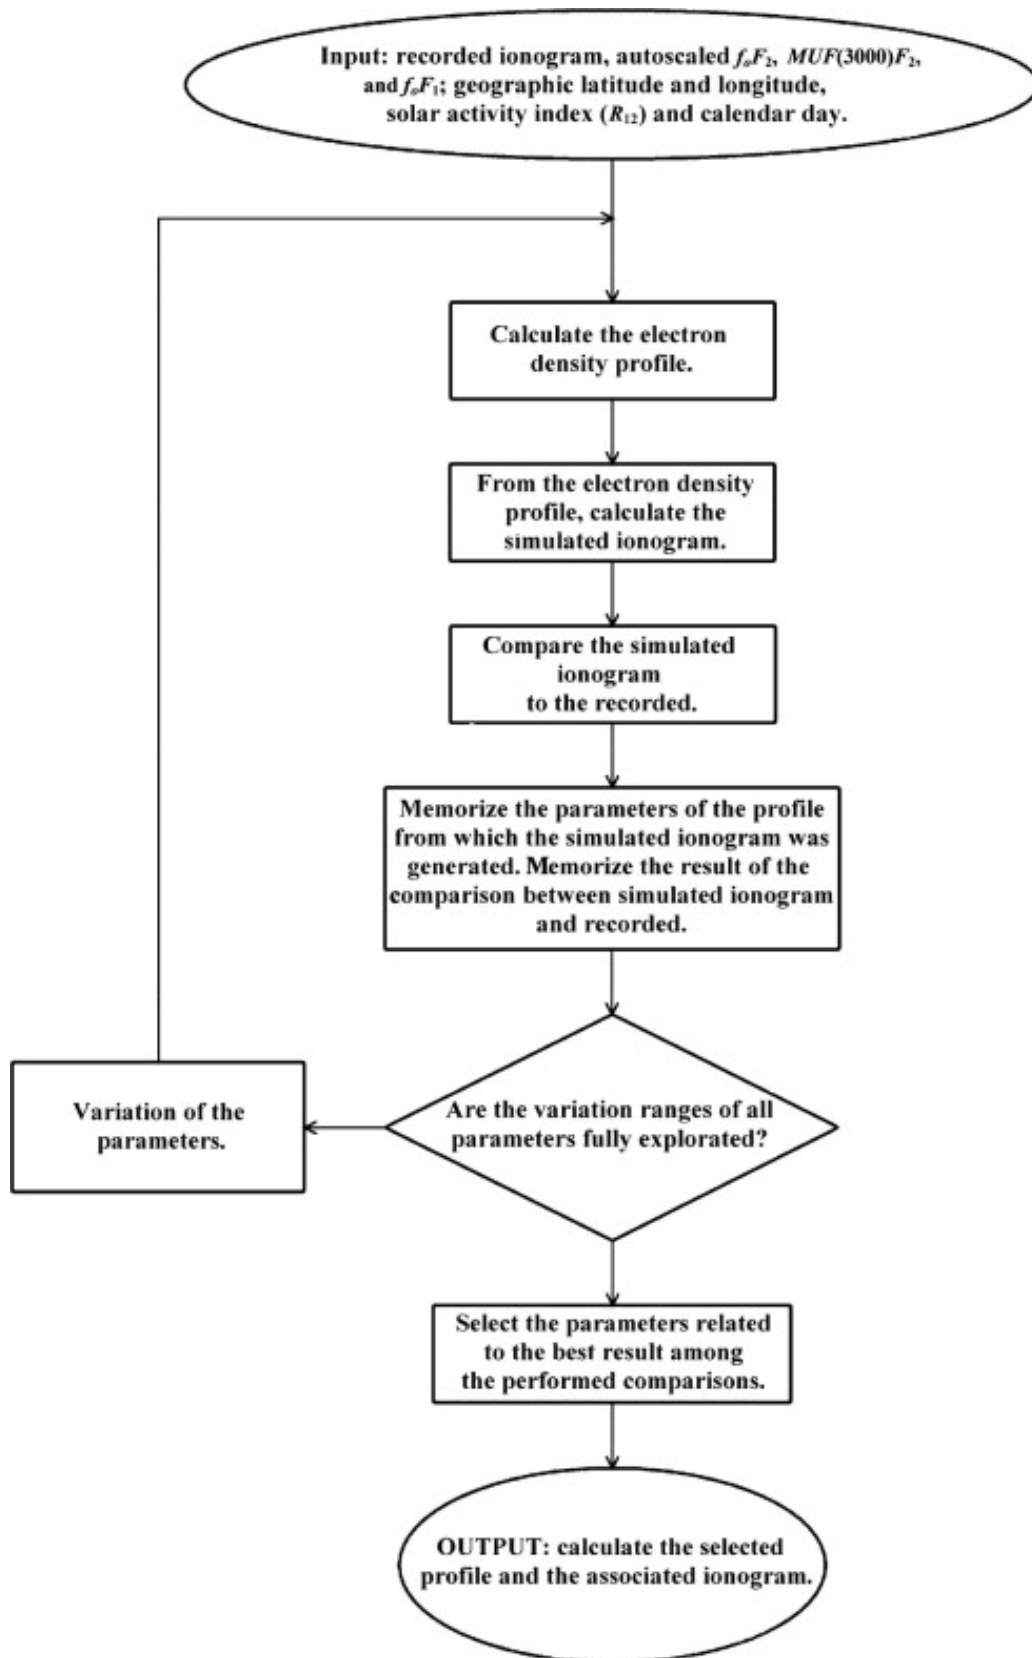 Input: recorded ionogram, autoscaled foF2, MUF(3000)F2,
and foF1; geographic latitude and longitude,
solar activity index (R12) and calendar day.
Calculate the electron
density profile.
From the electron density
profile, calculate the
simulated ionogram.
Compare the simulated
ionogram
to the recorded.
Memorize the parameters of the profile
from which the simulated ionogram was
generated. Memorize the result of the
comparison between simulated ionogram
and recorded.
Are the variation ranges of all
parameters fully explorated?
Variation of the
parameters.
Select the parameters related
to the best result among
the performed comparisons.
OUTPUT: calculate the selected
profile and the associated ionogram.